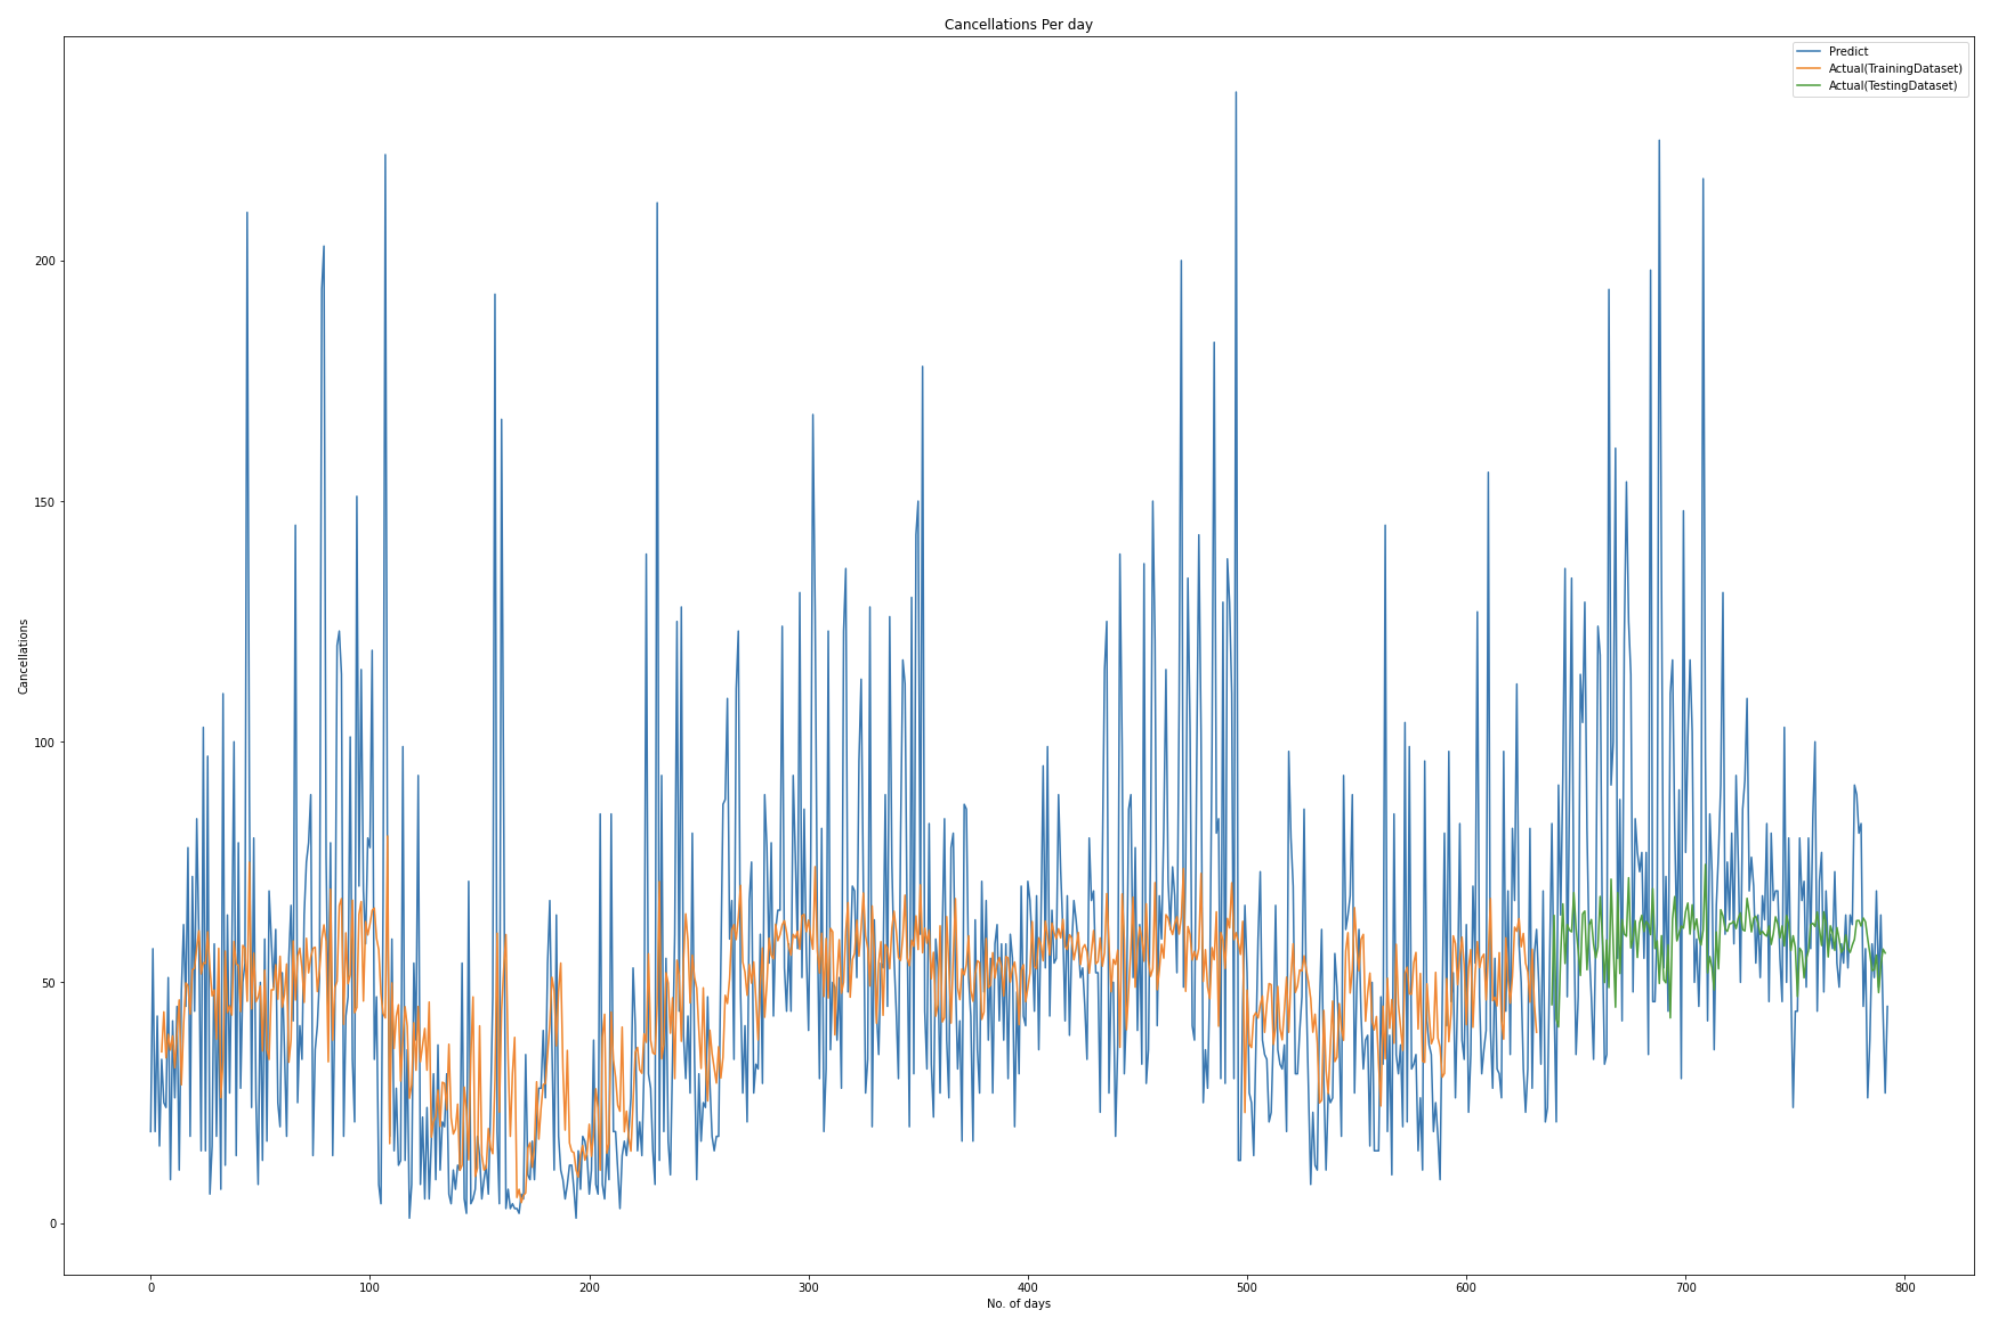 Cancellations Per day
Predict
Actual(TrainingDataset)
Actual(TestingDataset)
Cancellations
200
150
100
50
0
0 100 200 300 400 500 600 700 800
No. of days